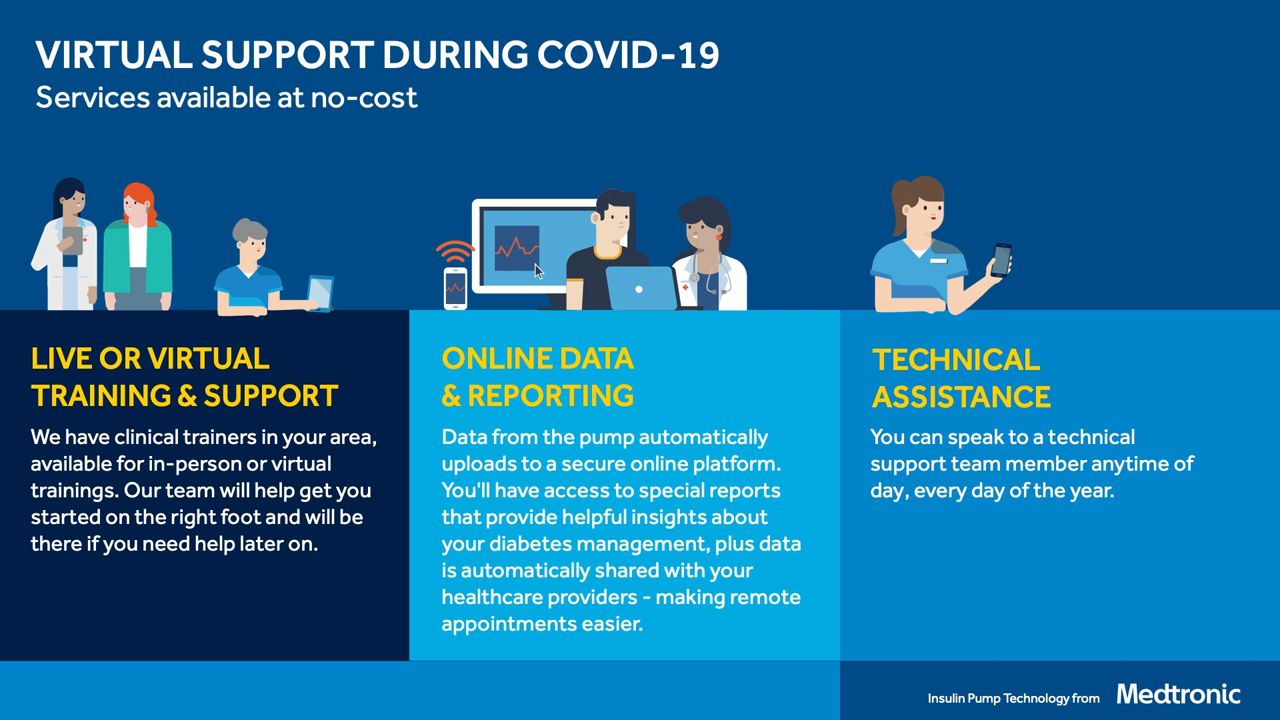 VIRTUAL SUPPORT DURING COVID-19
Services available at no-cost
LIVE OR VIRTUAL
TRAINING & SUPPORT
We have clinical trainers in your area,
available for in-person or virtual
trainings. Our team will help get you
started on the right foot and will be
there if you need help later on.
ONLINE DATA
& REPORTING
Data from the pump automatically
uploads to a secure online platform.
You'll have access to special reports
that provide helpful insights about
your diabetes management, plus data
is automatically shared with your
healthcare providers - making remote
appointments easier.
TECHNICAL
ASSISTANCE
You can speak to a technical
support team member anytime of
day, every day of the year.
Insulin Pump Technology from Medtronic